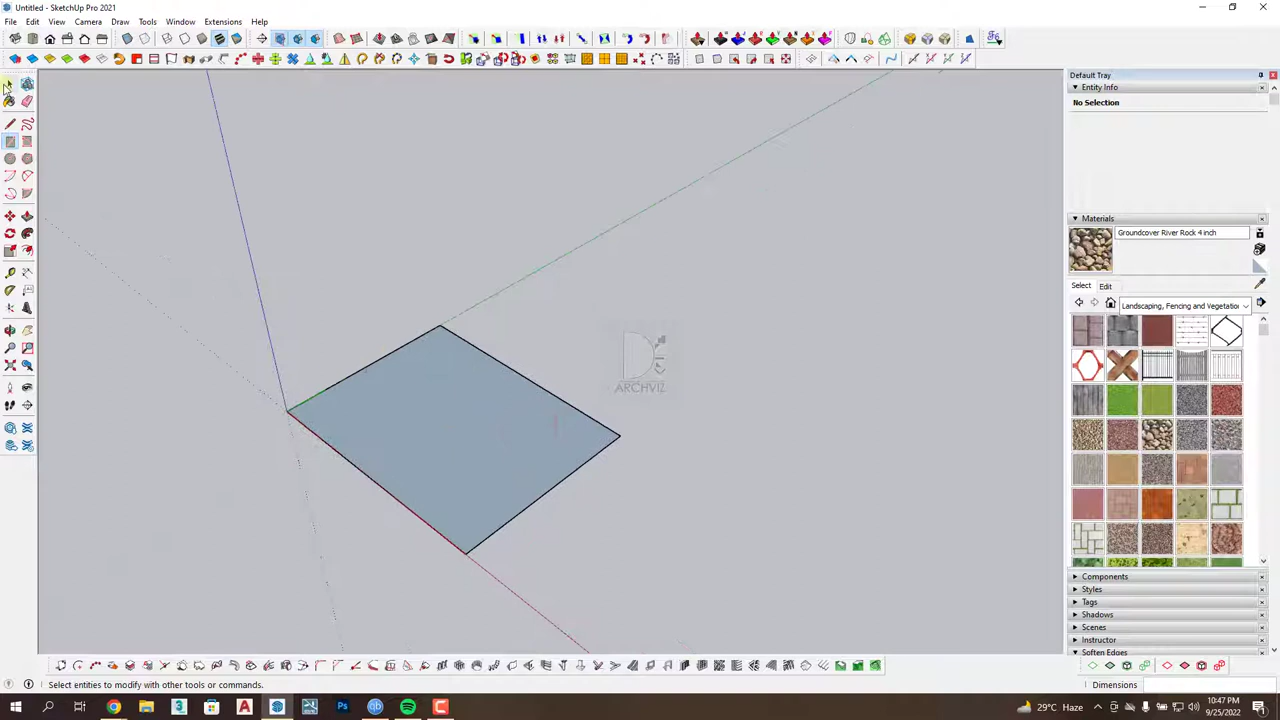 Untitled - SketchUp Pro 2021
File Edit View Camera Draw Tools Window Extensions Help
Default Tray
Entity Info
No Selection
Materials
Groundcover River Rock 4 inch
Select Edit
Landscaping, Fencing and Vegetation
ARCHVIZ
Components
Styles
Tags
Shadows
Scenes
Instructor
Soften Edges
Select entities to modify with other tools or commands.
Dimensions
29°C Haze
10:47 PM
9/25/2022